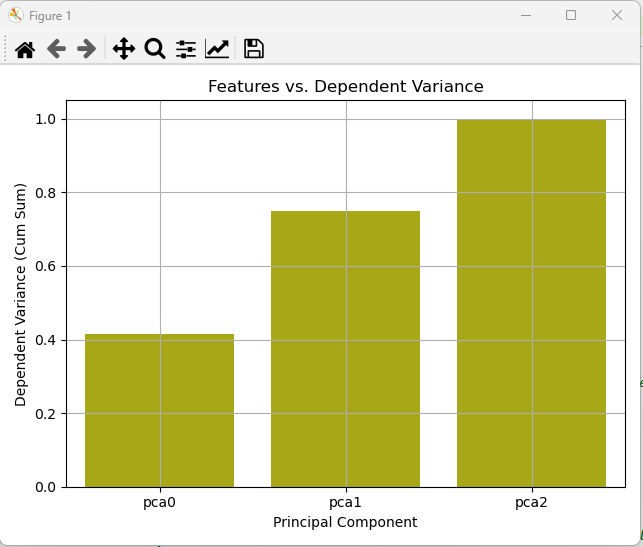 Figure 1
Features vs. Dependent Variance
1.0
0.8
0.6
0.4
0.2
0.0
Dependent Variance (Cum Sum)
pca0 pca1 pca2
Principal Component